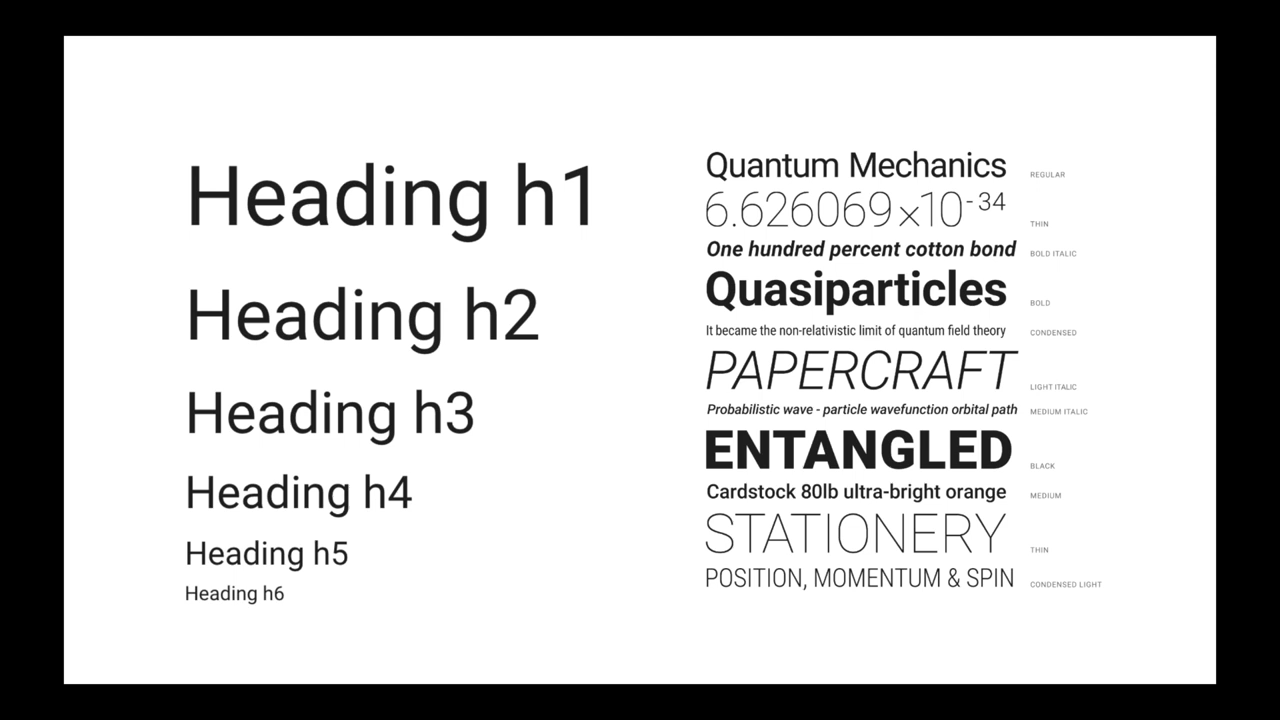 Heading h1
Heading h2
Heading h3
Heading h4
Heading h5
Heading h6
Quantum Mechanics REGULAR
6.626069×10-34 THIN
One hundred percent cotton bond BOLD ITALIC
Quasiparticles BOLD
It became the non-relativistic limit of quantum field theory CONDENSED
PAPERCRAFT LIGHT ITALIC
Probabilistic wave - particle wavefunction orbital path MEDIUM ITALIC
ENTANGLED BLACK
Cardstock 80lb ultra-bright orange MEDIUM
STATIONERY THIN
POSITION, MOMENTUM & SPIN CONDENSED LIGHT